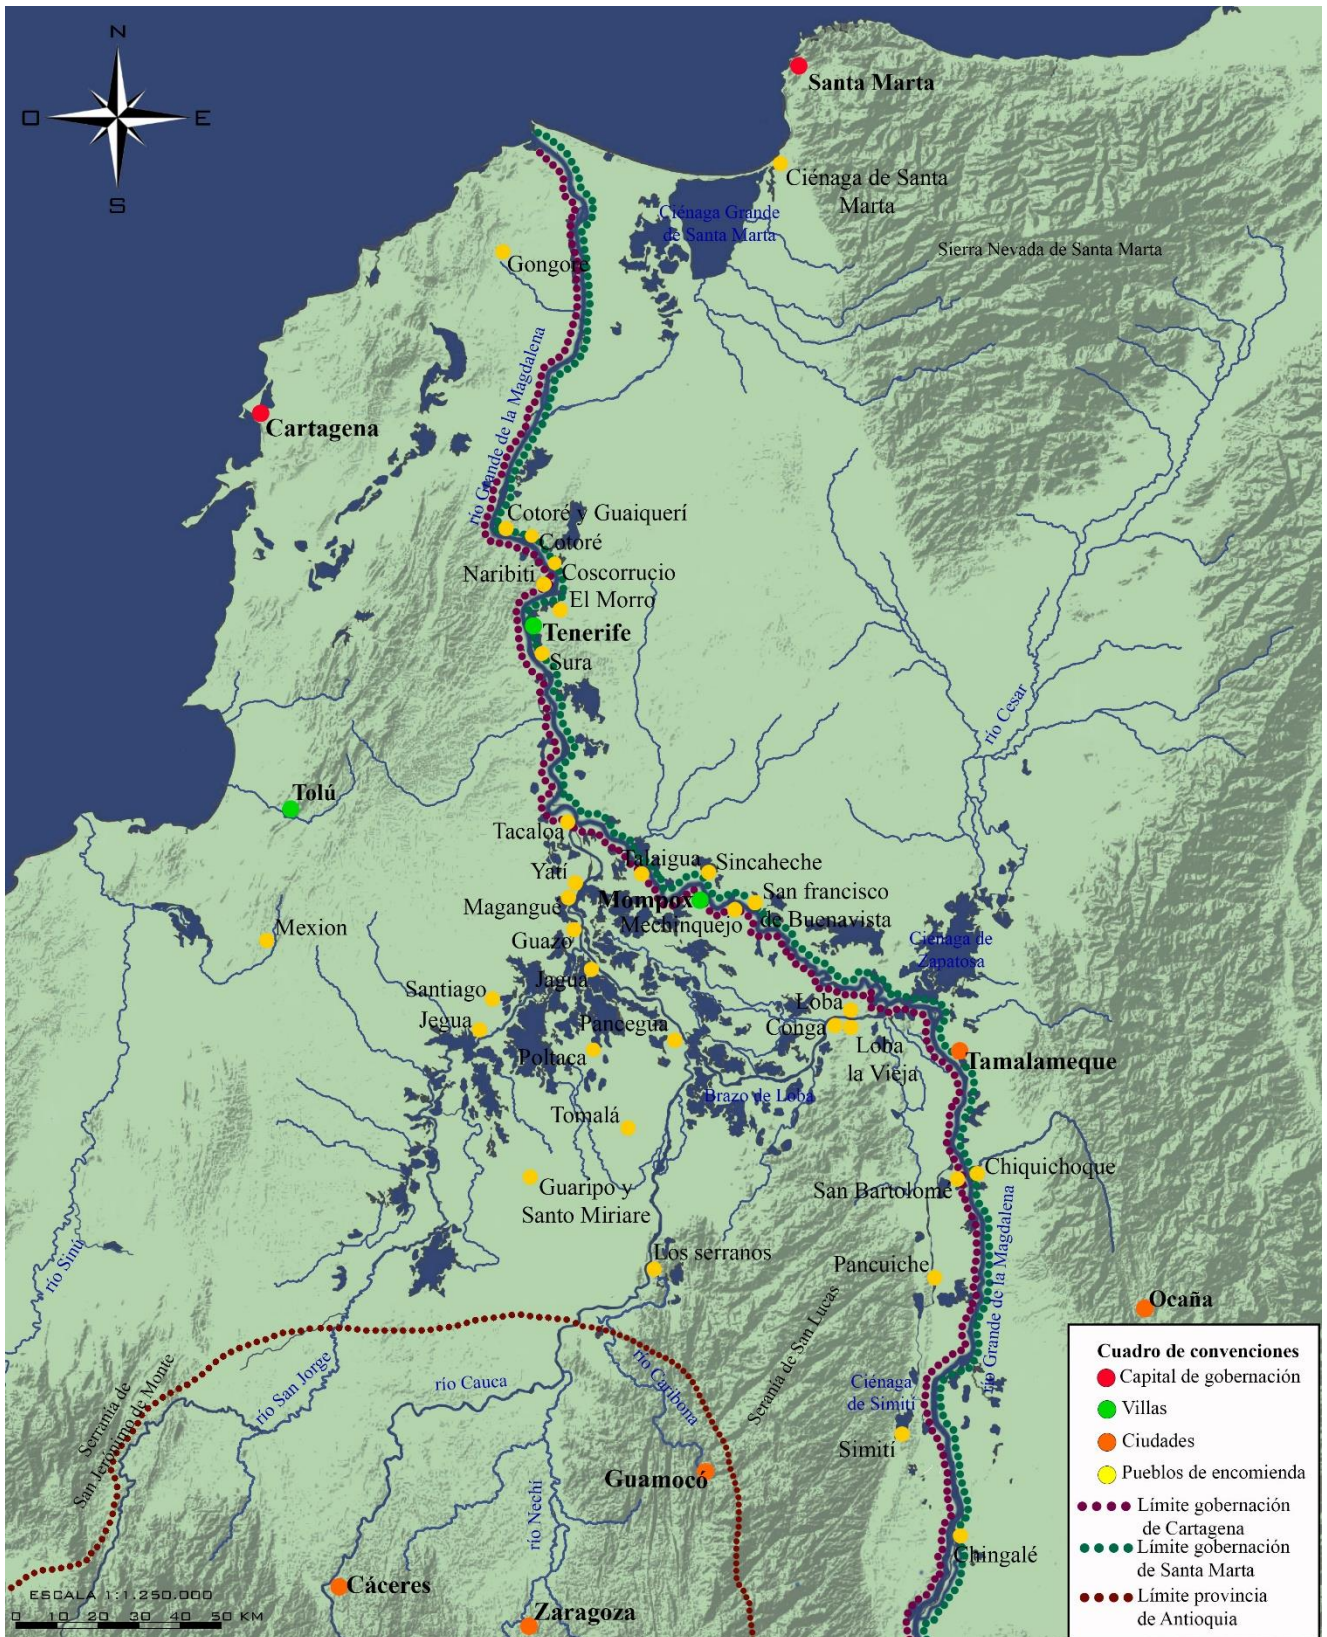 N
O
E
S
Santa Marta
Ciénaga de Santa
Marta
Ciénaga Grande
de Santa Marta
Sierra Nevada de Santa Marta
Gongore
río Grande de la Magdalena
Cartagena
Cotoré y Guaiquerí
Cotoré
Naribiti
Coscorrucio
El Morro
Tenerife
Sura
río Cesar
Tolú
Tacaloa
Talaigua
Sincaheche
Yatí
Mompox
San francisco
de Buenavista
Magangué
Mechinquejo
Guazo
Mexion
Ciénaga de
Zapatosa
Jagua
Santiago
Loba
Jegua
Pancegua
Conga
Loba
la Vieja
Poltaca
Tamalameque
Brazo de Loba
Tomalá
Chiquichoque
Guaripo y
Santo Miriare
San Bartolomé
río Sinú
Los serranos
Pancuiche
río Grande de la Magdalena
Ocaña
Serranía de
San Jerónimo de Monte
río San Jorge
río Cauca
río Caribona
Seranía de San Lucas
Ciénaga
de Simití
Simití
Guamocó
río Nechí
Chingalé
Cáceres
Zaragoza
ESCALA 1:1.250.000
0 10 20 30 40 50 KM
Cuadro de convenciones
Capital de gobernación
Villas
Ciudades
Pueblos de encomienda
Límite gobernación
de Cartagena
Límite gobernación
de Santa Marta
Límite provincia
de Antioquia